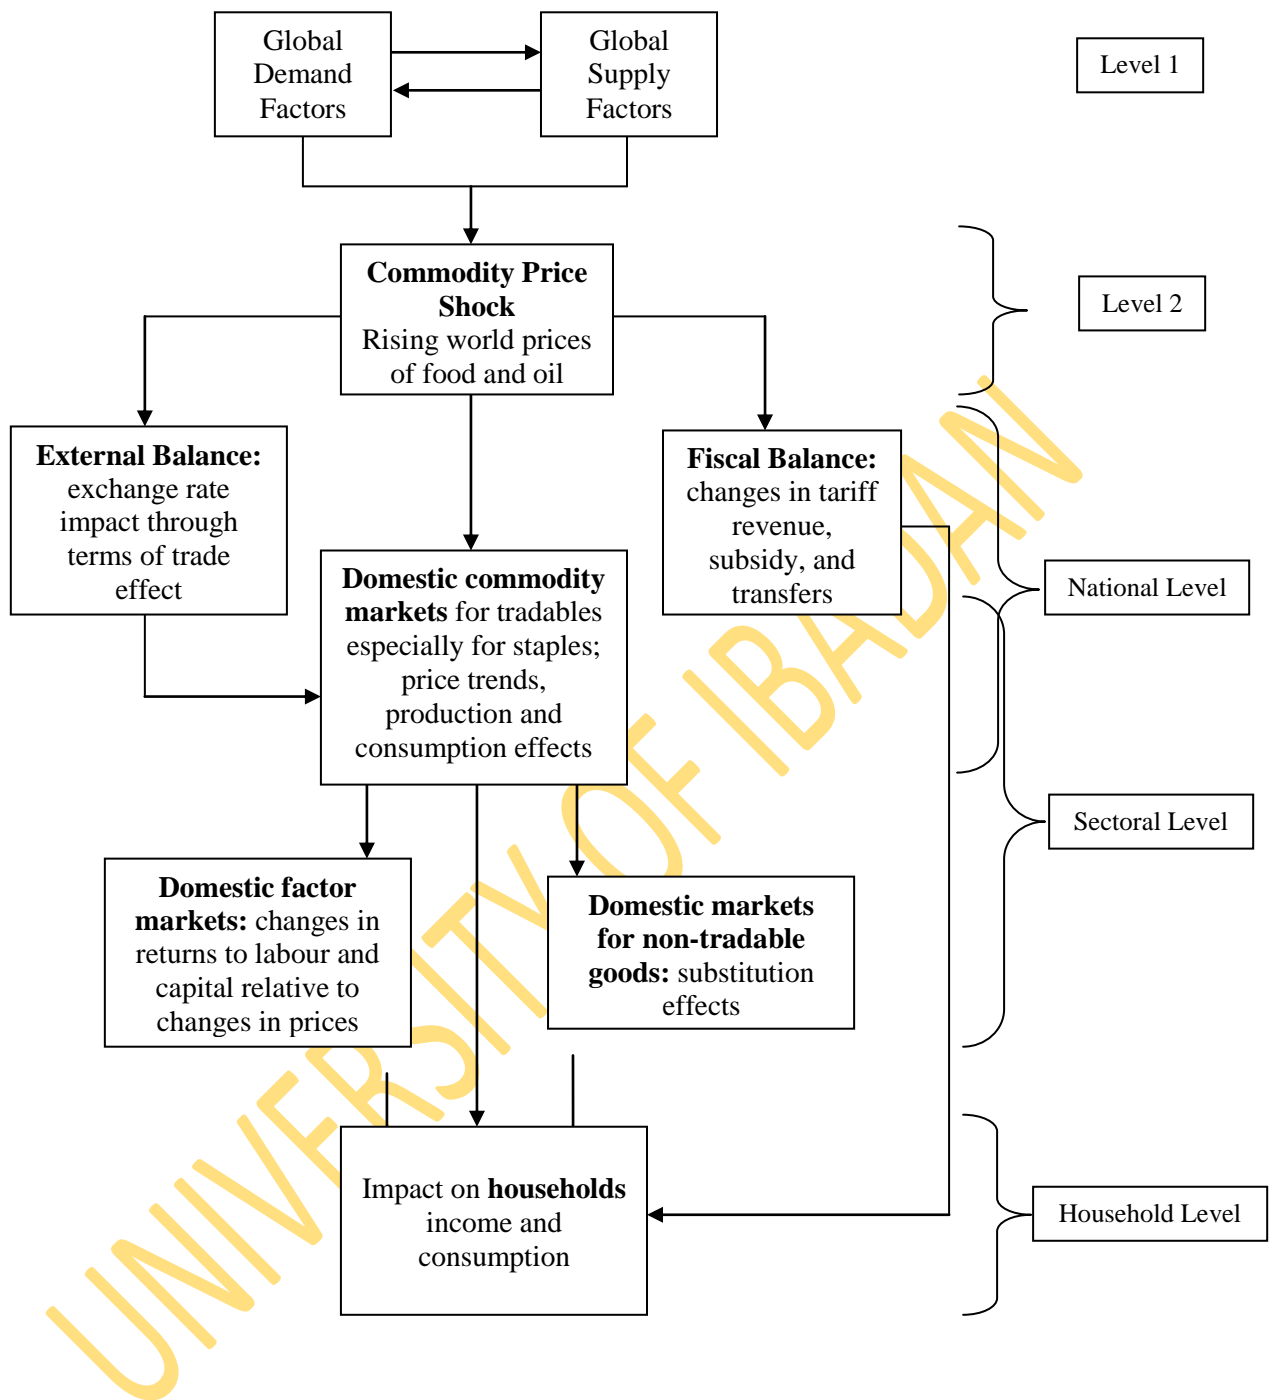 Global
Demand
Factors
Global
Supply
Factors
Level 1
Commodity Price
Shock
Rising world prices
of food and oil
Level 2
External Balance:
exchange rate
impact through
terms of trade
effect
Fiscal Balance:
changes in tariff
revenue,
subsidy, and
transfers
Domestic commodity
markets for tradables
especially for staples;
price trends,
production and
consumption effects
National Level
Sectoral Level
Domestic factor
markets: changes in
returns to labour and
capital relative to
changes in prices
Domestic markets
for non-tradable
goods: substitution
effects
Impact on households
income and
consumption
Household Level
UNIVERSITY OF IBADAN